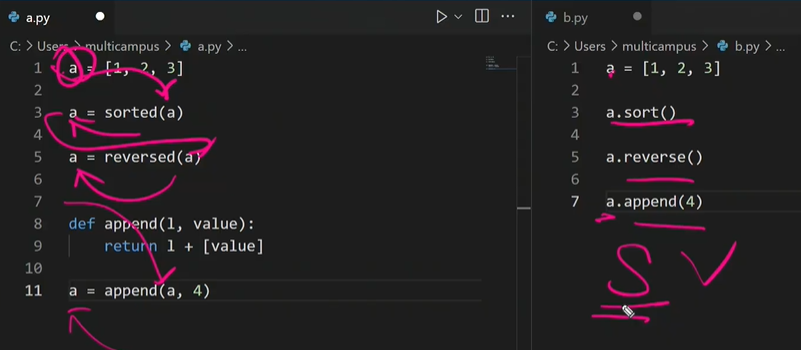 a.py
C: > Users > multicampus > a.py > ...
1 a = [1, 2, 3]
2
3 a = sorted(a)
4
5 a = reversed(a)
6
7
8 def append(l, value):
9     return l + [value]
10
11 a = append(a, 4)
b.py
C: > Users > multicampus > b.py > ...
1 a = [1, 2, 3]
2
3 a.sort()
4
5 a.reverse()
6
7 a.append(4)
S V